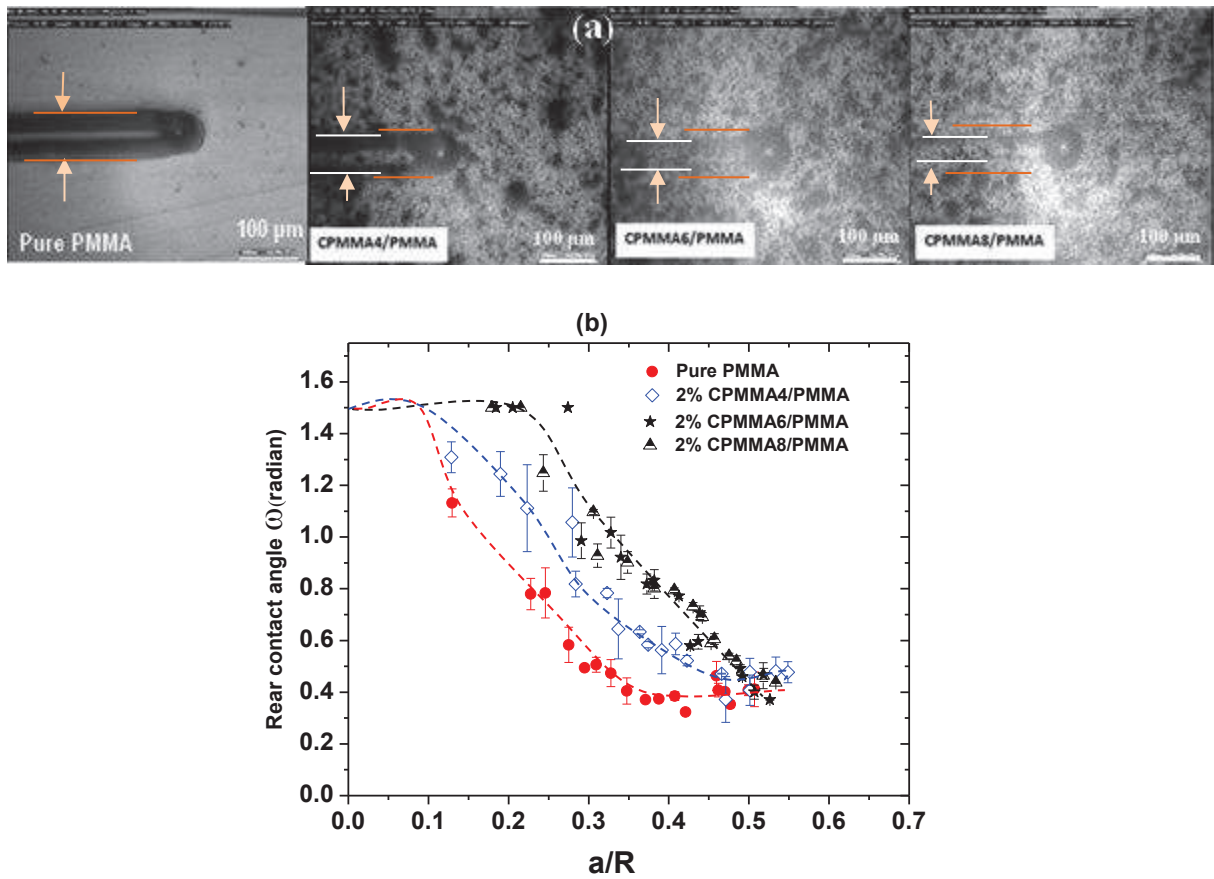 (a)
Pure PMMA
100 µm
CPMMA4/PMMA
100 µm
CPMMA6/PMMA
100 µm
CPMMA8/PMMA
100 µm
(b)
Pure PMMA
2% CPMMA4/PMMA
2% CPMMA6/PMMA
2% CPMMA8/PMMA
Rear contact angle ω(radian)
1.6
1.4
1.2
1.0
0.8
0.6
0.4
0.2
0.0
0.0 0.1 0.2 0.3 0.4 0.5 0.6 0.7
a/R